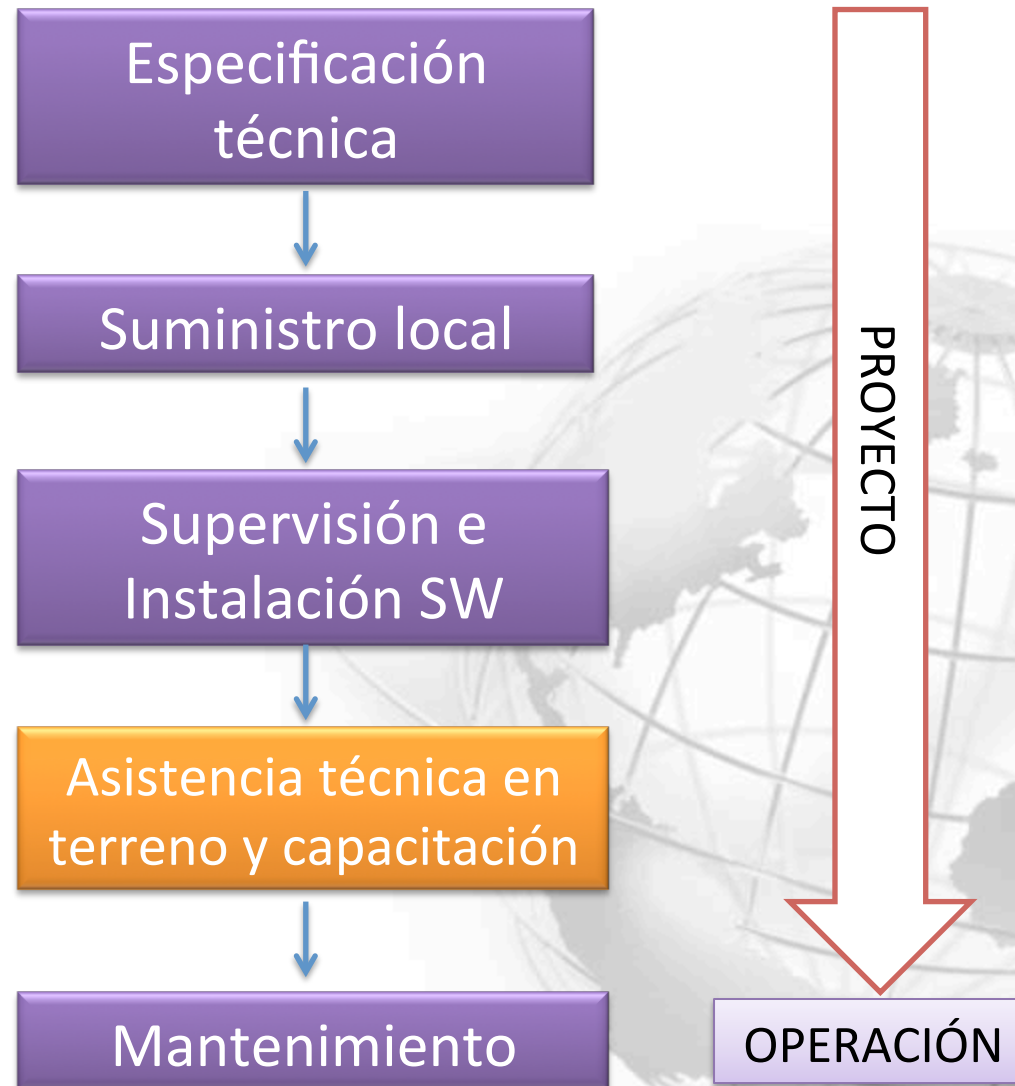 Especificación
técnica
Suministro local
Supervisión e
Instalación SW
Asistencia técnica en
terreno y capacitación
Mantenimiento
PROYECTO
OPERACIÓN